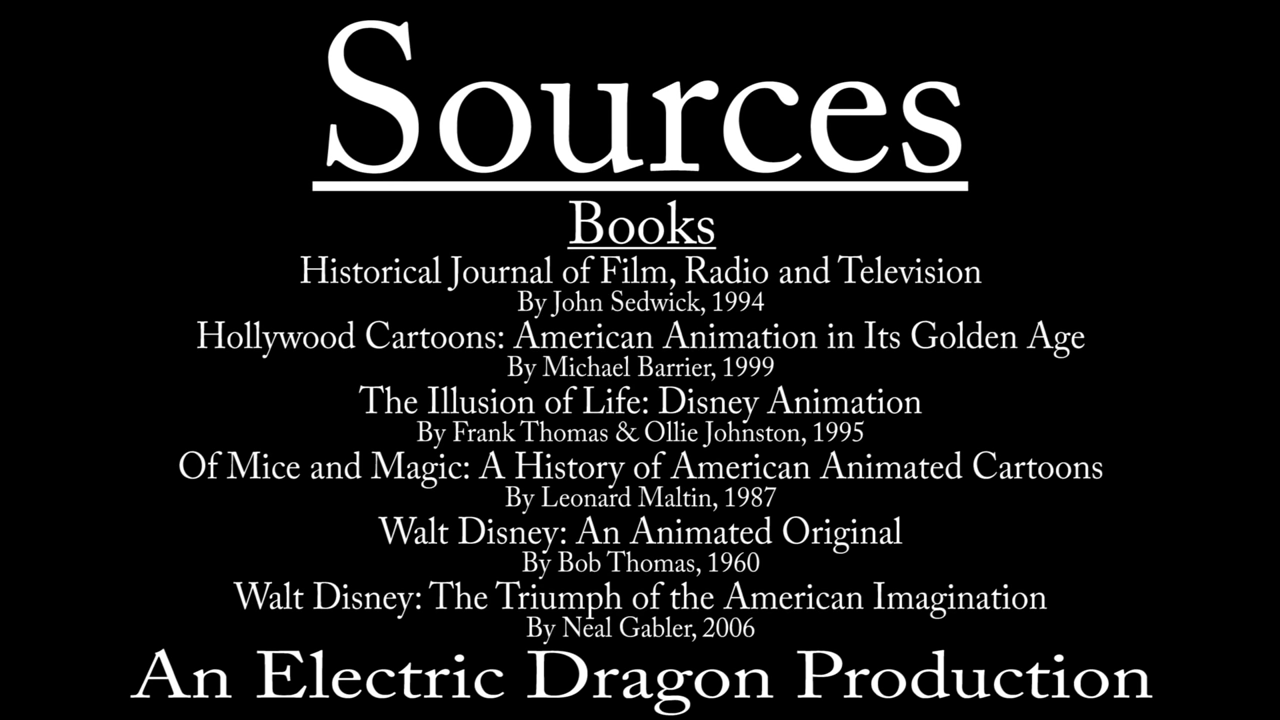 Sources
Books
Historical Journal of Film, Radio and Television
By John Sedwick, 1994
Hollywood Cartoons: American Animation in Its Golden Age
By Michael Barrier, 1999
The Illusion of Life: Disney Animation
By Frank Thomas & Ollie Johnston, 1995
Of Mice and Magic: A History of American Animated Cartoons
By Leonard Maltin, 1987
Walt Disney: An Animated Original
By Bob Thomas, 1960
Walt Disney: The Triumph of the American Imagination
By Neal Gabler, 2006
An Electric Dragon Production